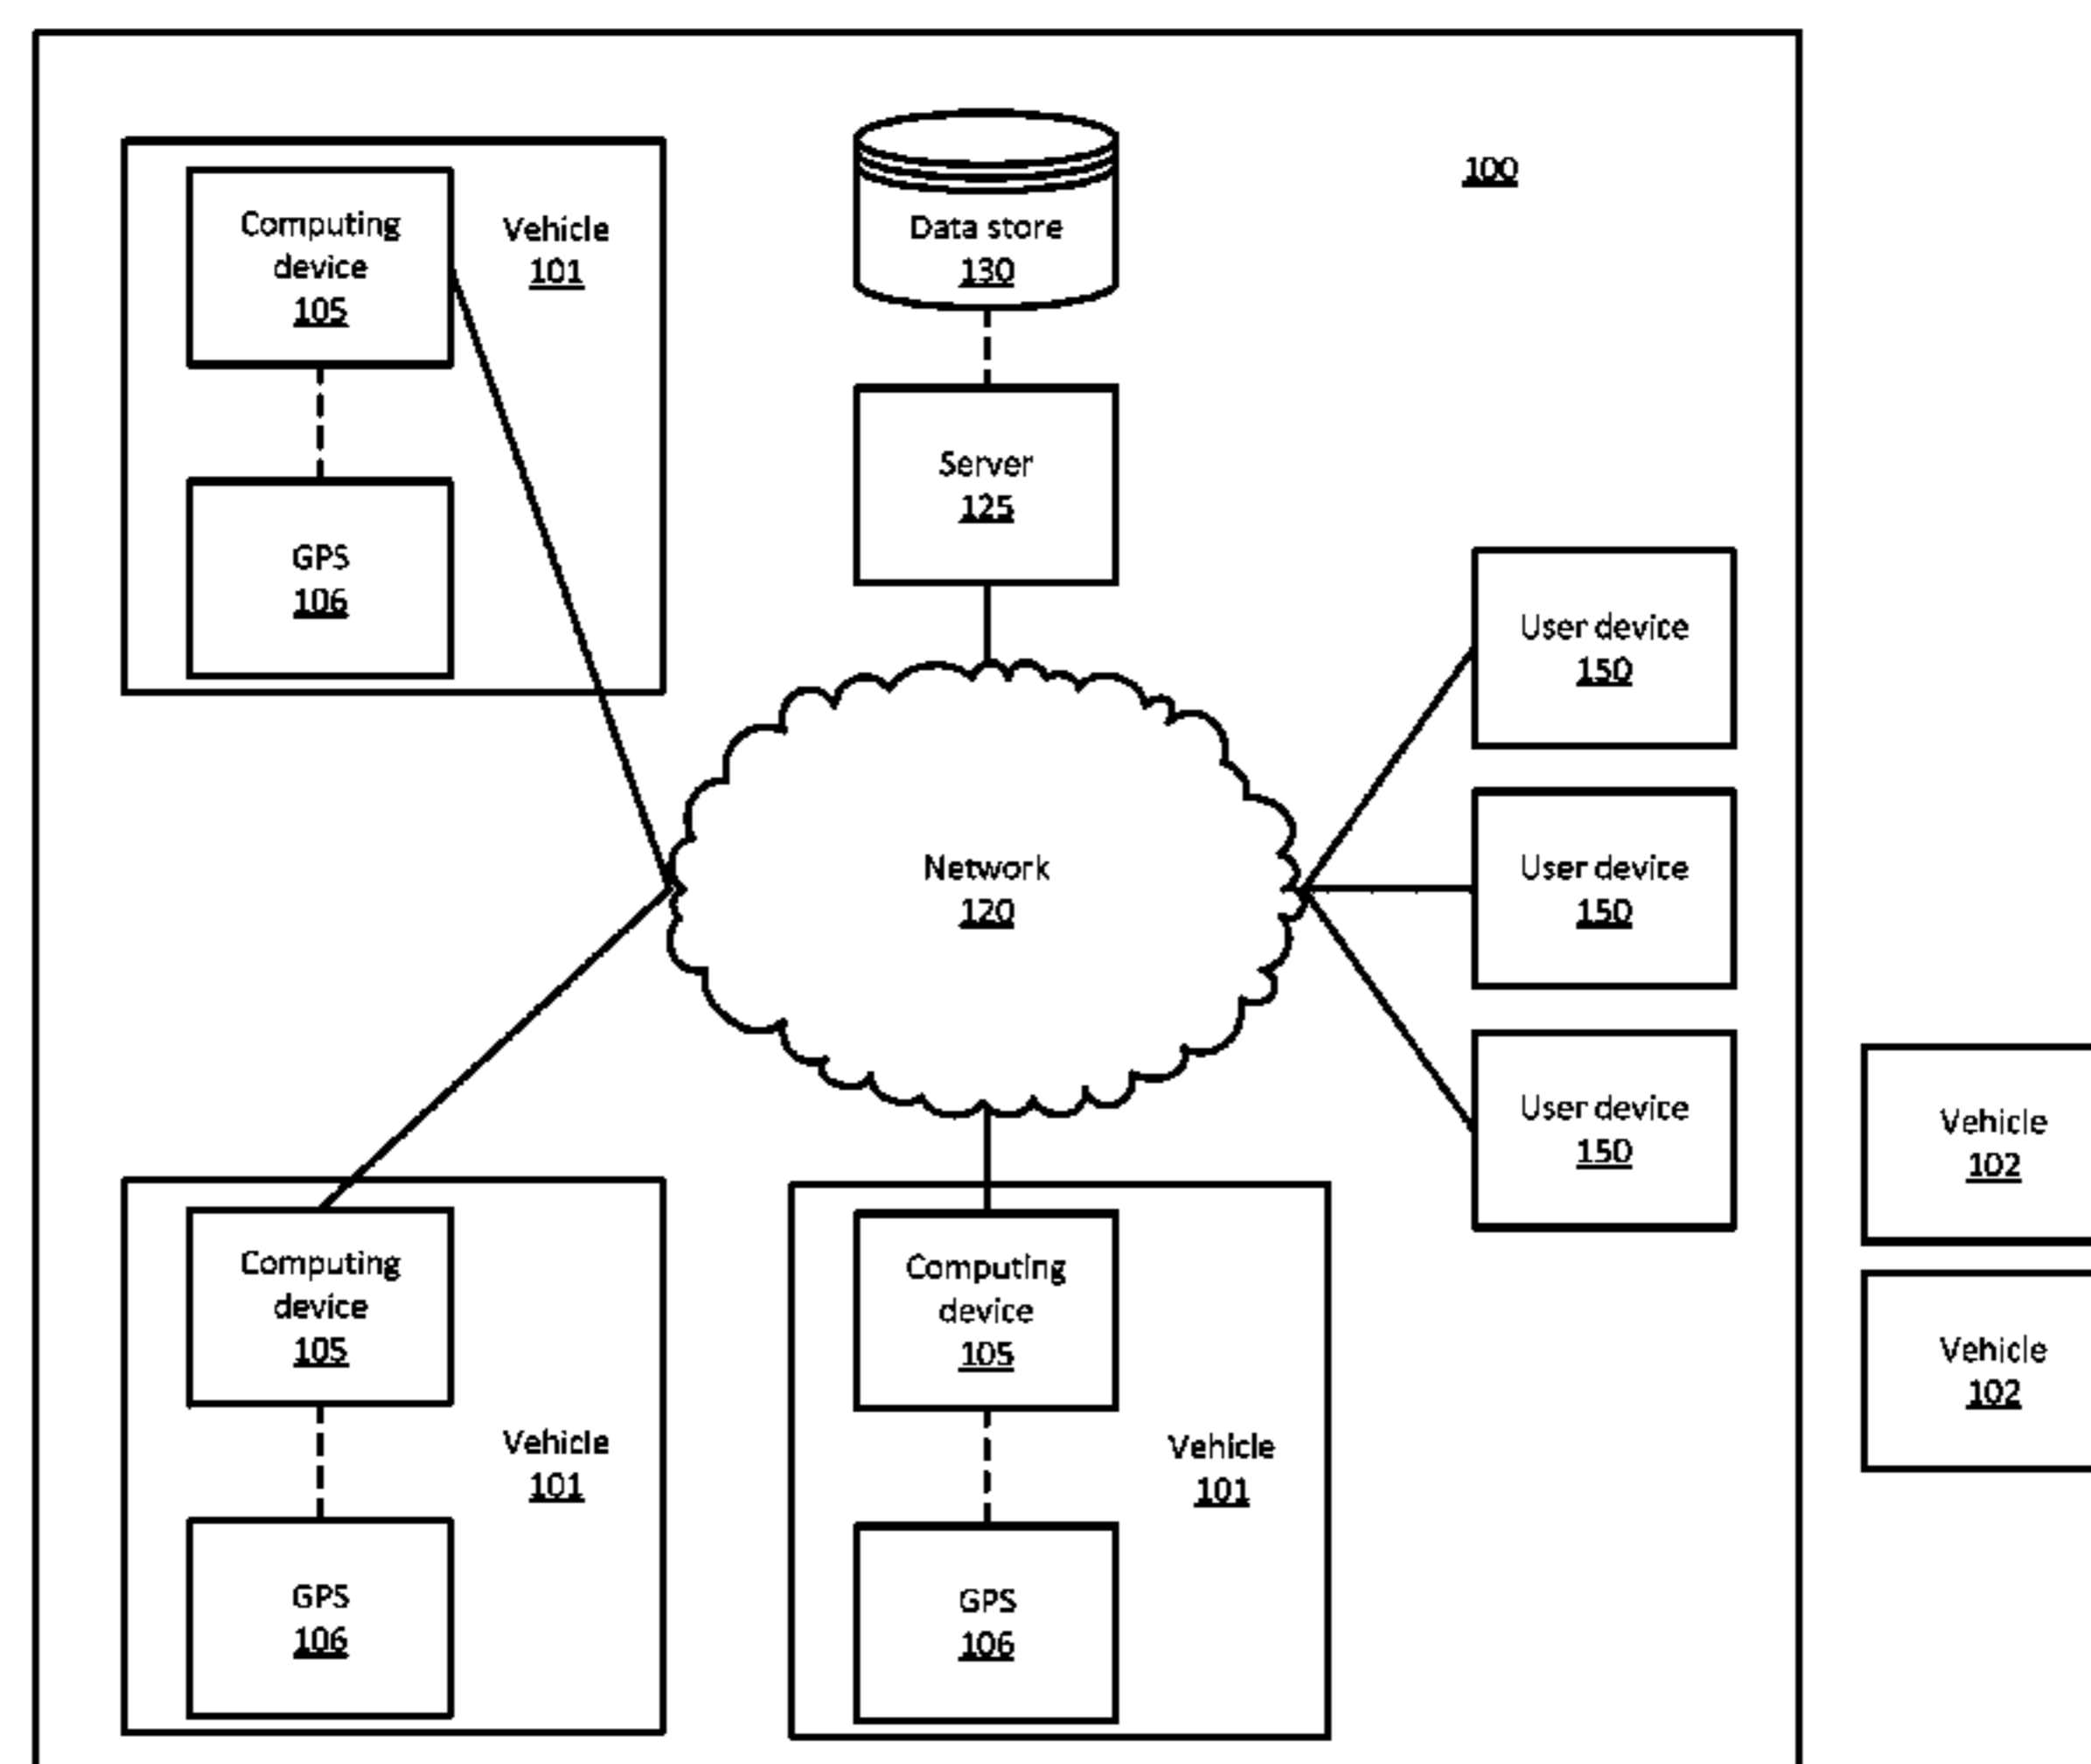 100
Computing
device
105
Vehicle
101
GPS
106
Data store
130
Server
125
User device
150
Network
120
User device
150
User device
150
Vehicle
102
Vehicle
102
Computing
device
105
Vehicle
101
GPS
106
Computing
device
105
Vehicle
101
GPS
106